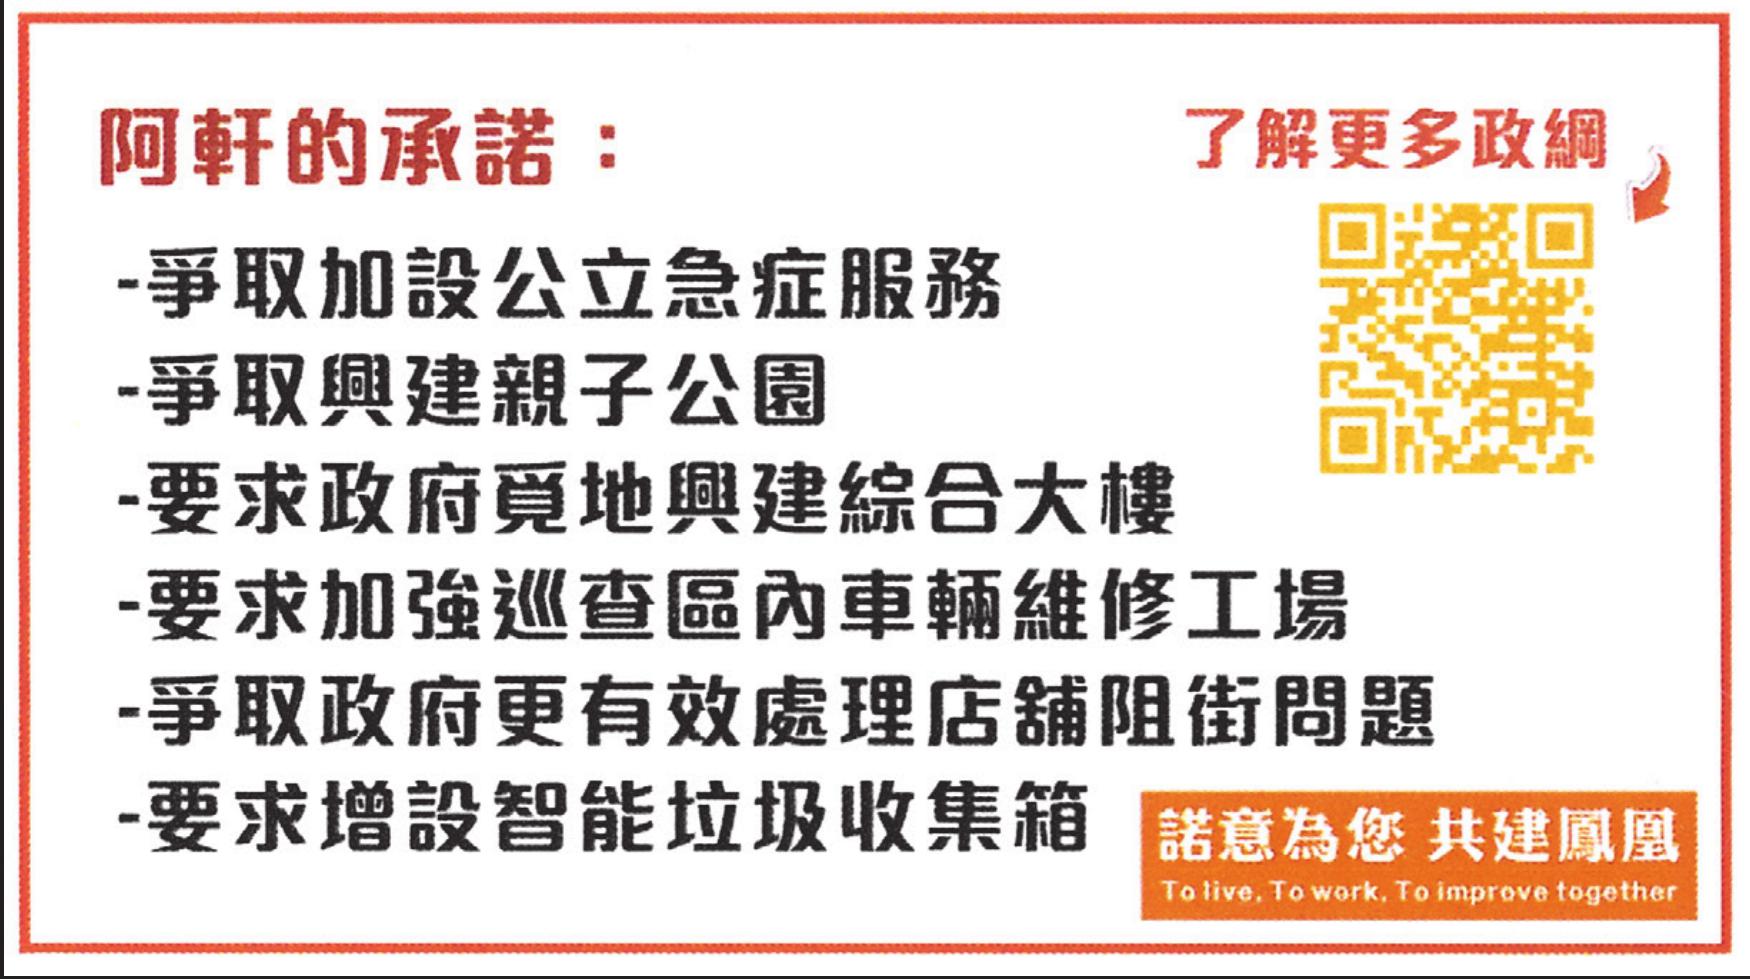 阿軒的承諾：
-爭取加設公立急症服務
-爭取興建親子公園
-要求政府覓地興建綜合大樓
-要求加強巡查區內車輛維修工場
-爭取政府更有效處理店舖阻街問題
-要求增設智能垃圾收集箱
了解更多政綱
諾意為您 共建鳳凰
To live, To work, To improve together